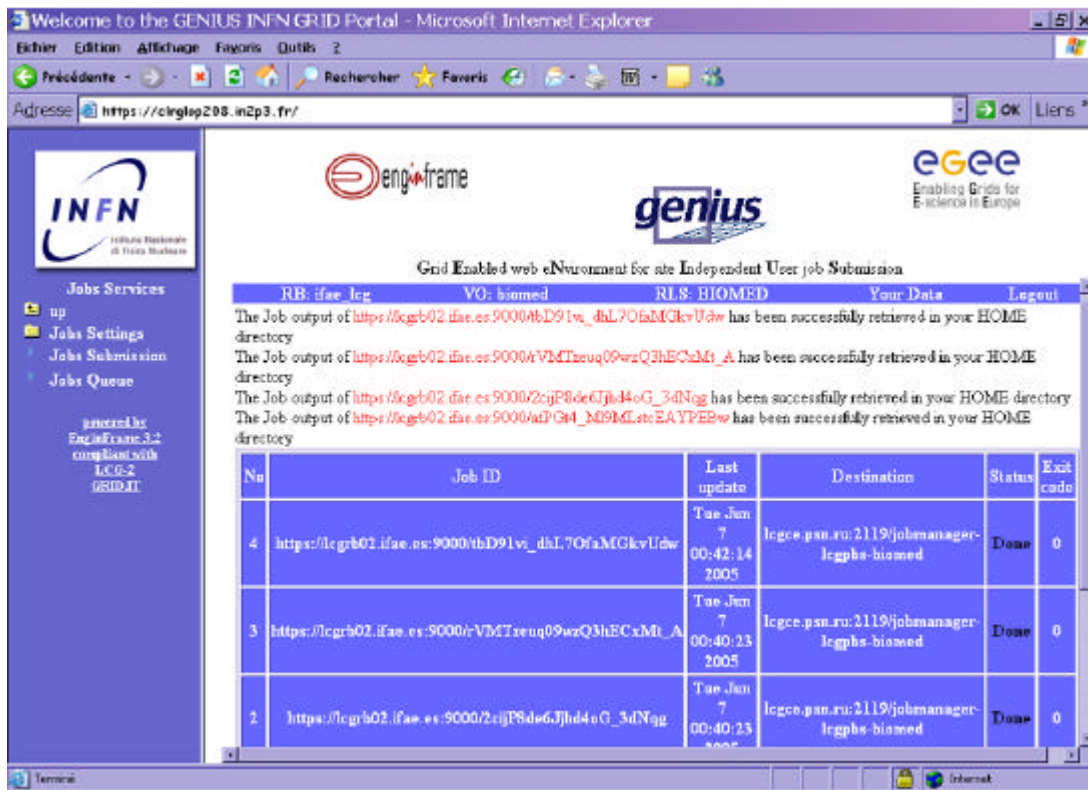 Welcome to the GENIUS INFN GRID Portal - Microsoft Internet Explorer
Fichier Edition Affichage Favoris Outils ?
Précédente Rechercher Favoris
Adresse https://cirglop208.in2p3.fr/ OK Liens
INFN
Istituto Nazionale
di Fisica Nucleare
enginframe
genius
egee
Enabling Grids for
E-science in Europe
Grid Enabled web eNvironment for site Independent User job Submission
Jobs Services
up
Jobs Settings
Jobs Submission
Jobs Queue
powered by
EnginFrame 3.2
compliant with
LCG-2
GRID.IT
RB: ifae_lcg VO: biomed RLS: BIOMED Your Data Logout
The Job output of https://lcgrb02.ifae.es:9000/tbD91vi_dhL7OfaMGkvUdw has been successfully retrieved in your HOME
directory
The Job output of https://lcgrb02.ifae.es:9000/rVMTzeuq09wzQ3hECxMt_A has been successfully retrieved in your HOME
directory
The Job output of https://lcgrb02.ifae.es:9000/2cijP8de6Jjhd4oG_3dNqg has been successfully retrieved in your HOME directory
The Job output of https://lcgrb02.ifae.es:9000/atPGt4_Ml9MLstcEAYPEBw has been successfully retrieved in your HOME
directory
No Job ID Last update Destination Status Exit code
4 https://lcgrb02.ifae.es:9000/tbD91vi_dhL7OfaMGkvUdw Tue Jun 7 00:42:14 2005 lcgce.psn.ru:2119/jobmanager-lcgpbs-biomed Done 0
3 https://lcgrb02.ifae.es:9000/rVMTzeuq09wzQ3hECxMt_A Tue Jun 7 00:40:23 2005 lcgce.psn.ru:2119/jobmanager-lcgpbs-biomed Done 0
2 https://lcgrb02.ifae.es:9000/2cijP8de6Jjhd4oG_3dNqg Tue Jun 7 00:40:23 2005 lcgce.psn.ru:2119/jobmanager-lcgpbs-biomed Done 0
Terminé Internet